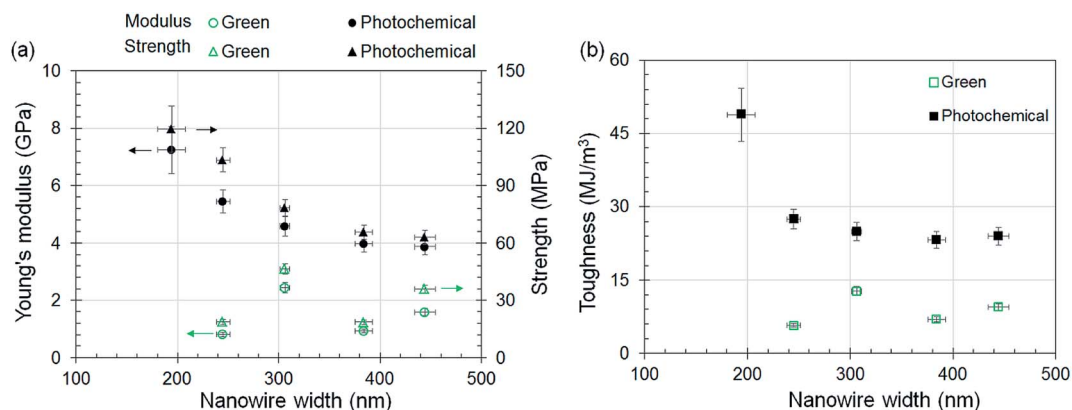 Modulus Green Photochemical
Strength Green Photochemical
(a)
10
8
6
4
2
0
Young's modulus (GPa)
150
120
90
60
30
0
Strength (MPa)
100 200 300 400 500
Nanowire width (nm)
(b)
60
45
30
15
0
Toughness (MJ/m³)
Green
Photochemical
100 200 300 400 500
Nanowire width (nm)